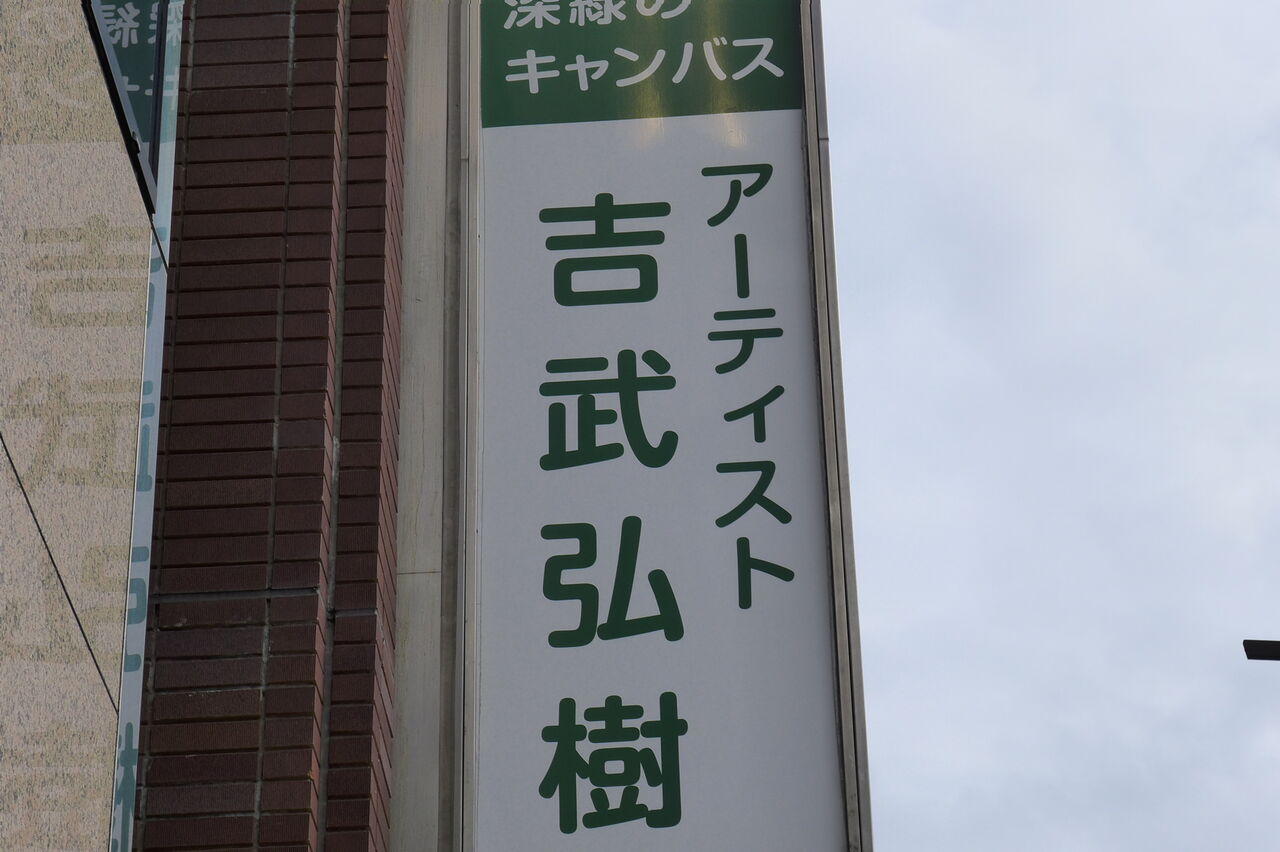 深緑の
キャンバス
アーティスト
吉武弘樹